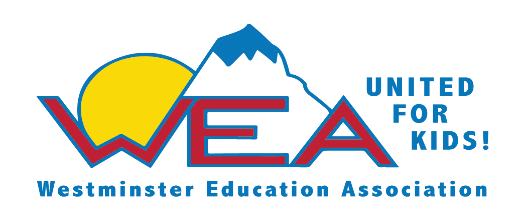 WEA
UNITED
FOR
KIDS!
Westminster Education Association